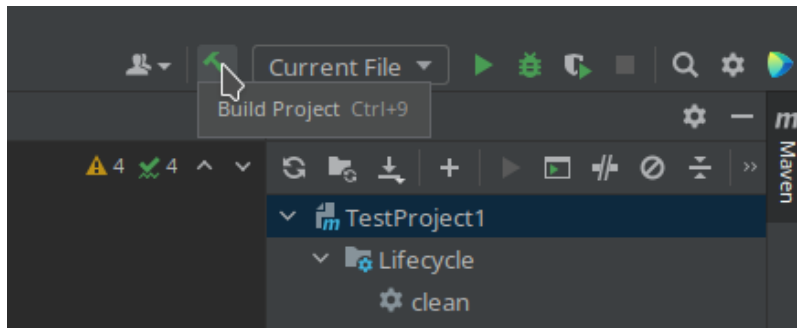 Current File
Build Project Ctrl+9
4 4
TestProject1
Lifecycle
clean
m
Maven